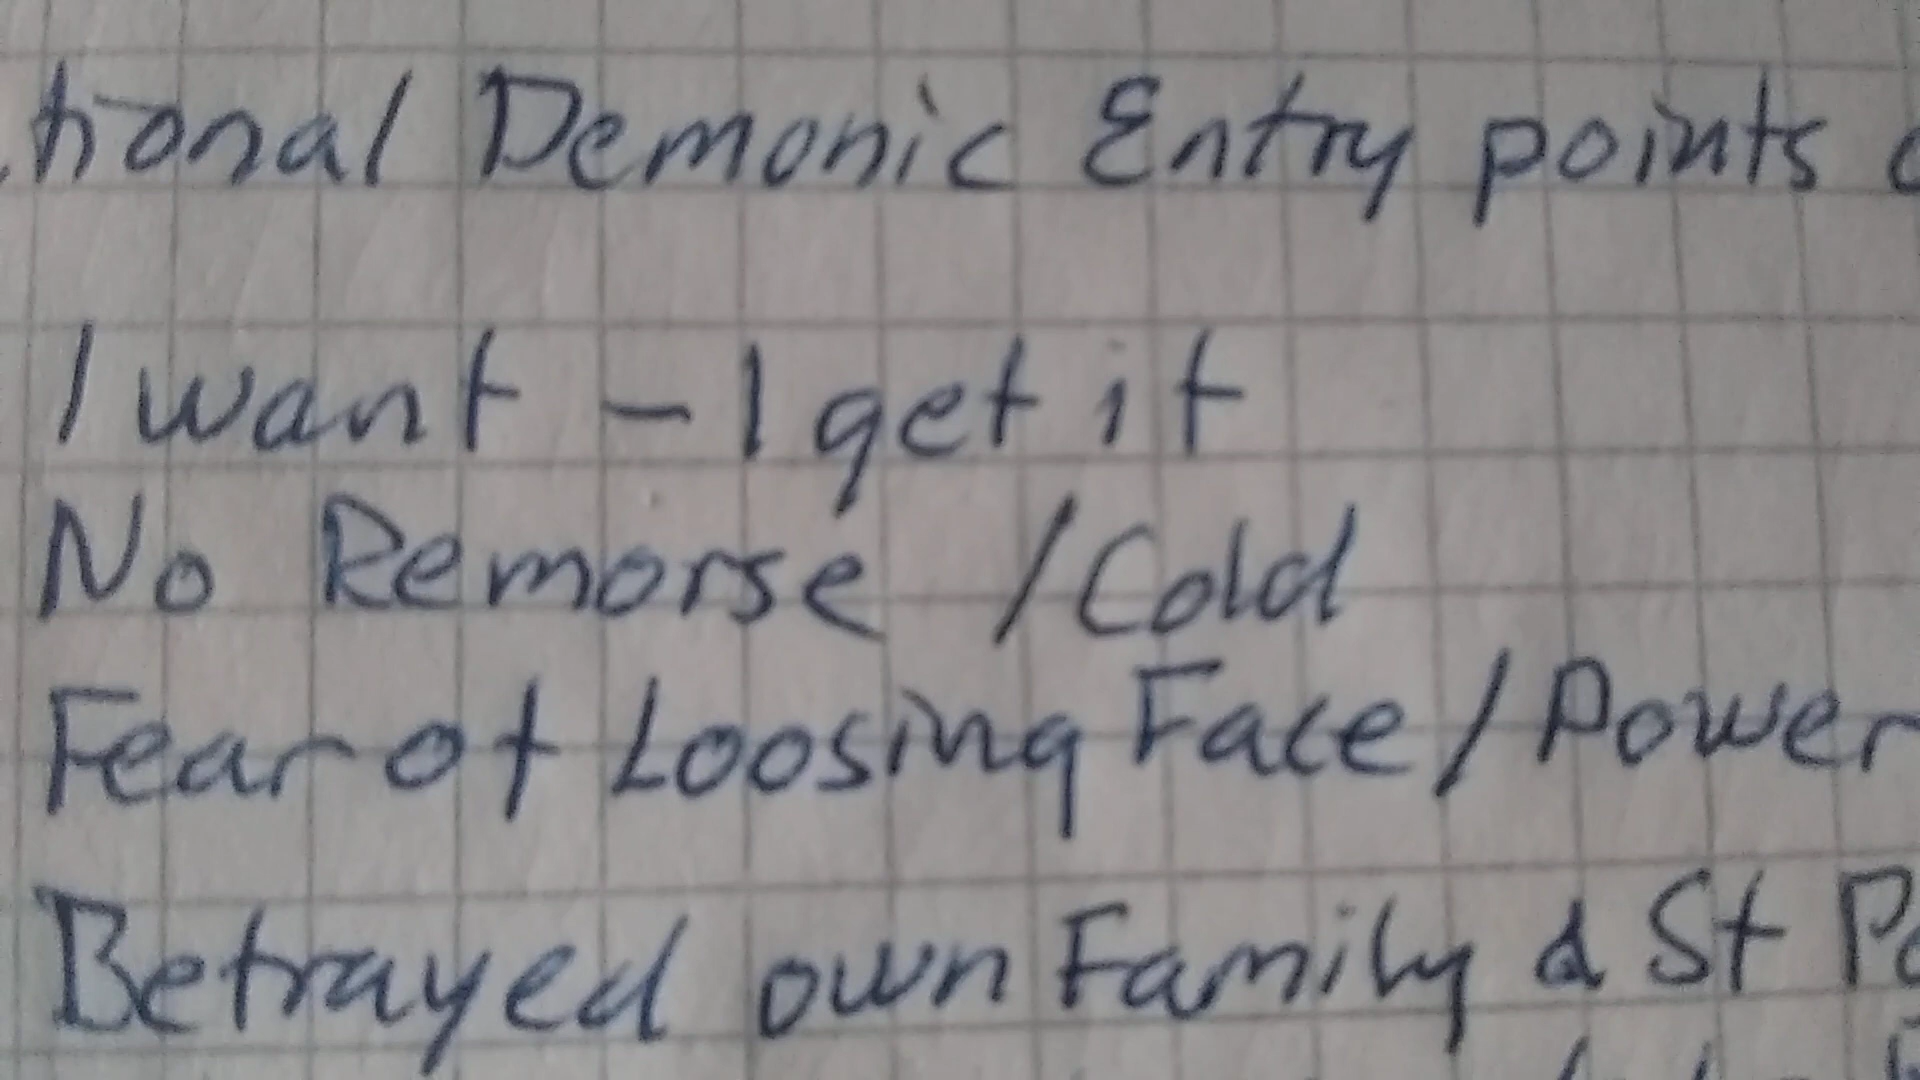 tional Demonic Entry points
I want - I get it
No Remorse / Cold
Fear of Loosing Face / Power
Betrayed own Family & St